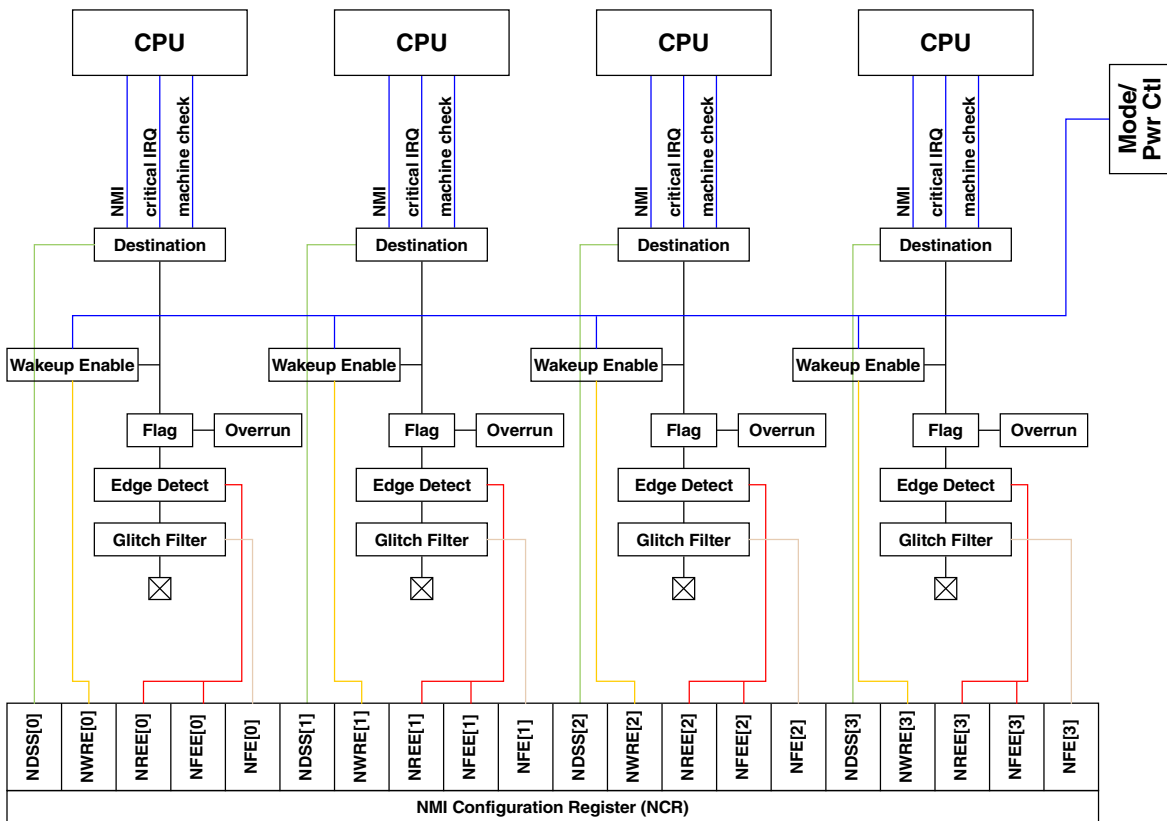 CPU
CPU
CPU
CPU
Mode/
Pwr Ctl
NMI
critical IRQ
machine check
NMI
critical IRQ
machine check
NMI
critical IRQ
machine check
NMI
critical IRQ
machine check
Destination
Destination
Destination
Destination
Wakeup Enable
Wakeup Enable
Wakeup Enable
Wakeup Enable
Flag
Overrun
Flag
Overrun
Flag
Overrun
Flag
Overrun
Edge Detect
Edge Detect
Edge Detect
Edge Detect
Glitch Filter
Glitch Filter
Glitch Filter
Glitch Filter
NDSS[0]
NWRE[0]
NREE[0]
NFEE[0]
NFE[0]
NDSS[1]
NWRE[1]
NREE[1]
NFEE[1]
NFE[1]
NDSS[2]
NWRE[2]
NREE[2]
NFEE[2]
NFE[2]
NDSS[3]
NWRE[3]
NREE[3]
NFEE[3]
NFE[3]
NMI Configuration Register (NCR)